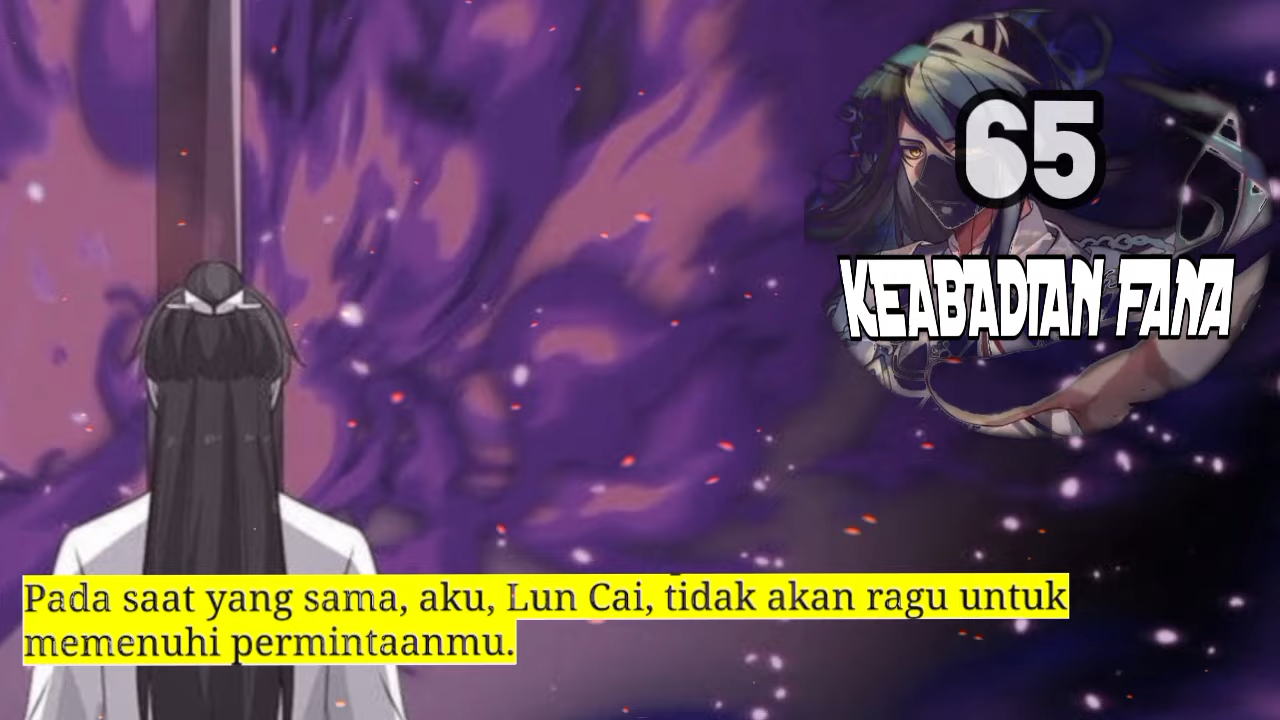 65
KEABADIAN FANA
Pada saat yang sama, aku, Lun Cai, tidak akan ragu untuk
memenuhi permintaanmu.